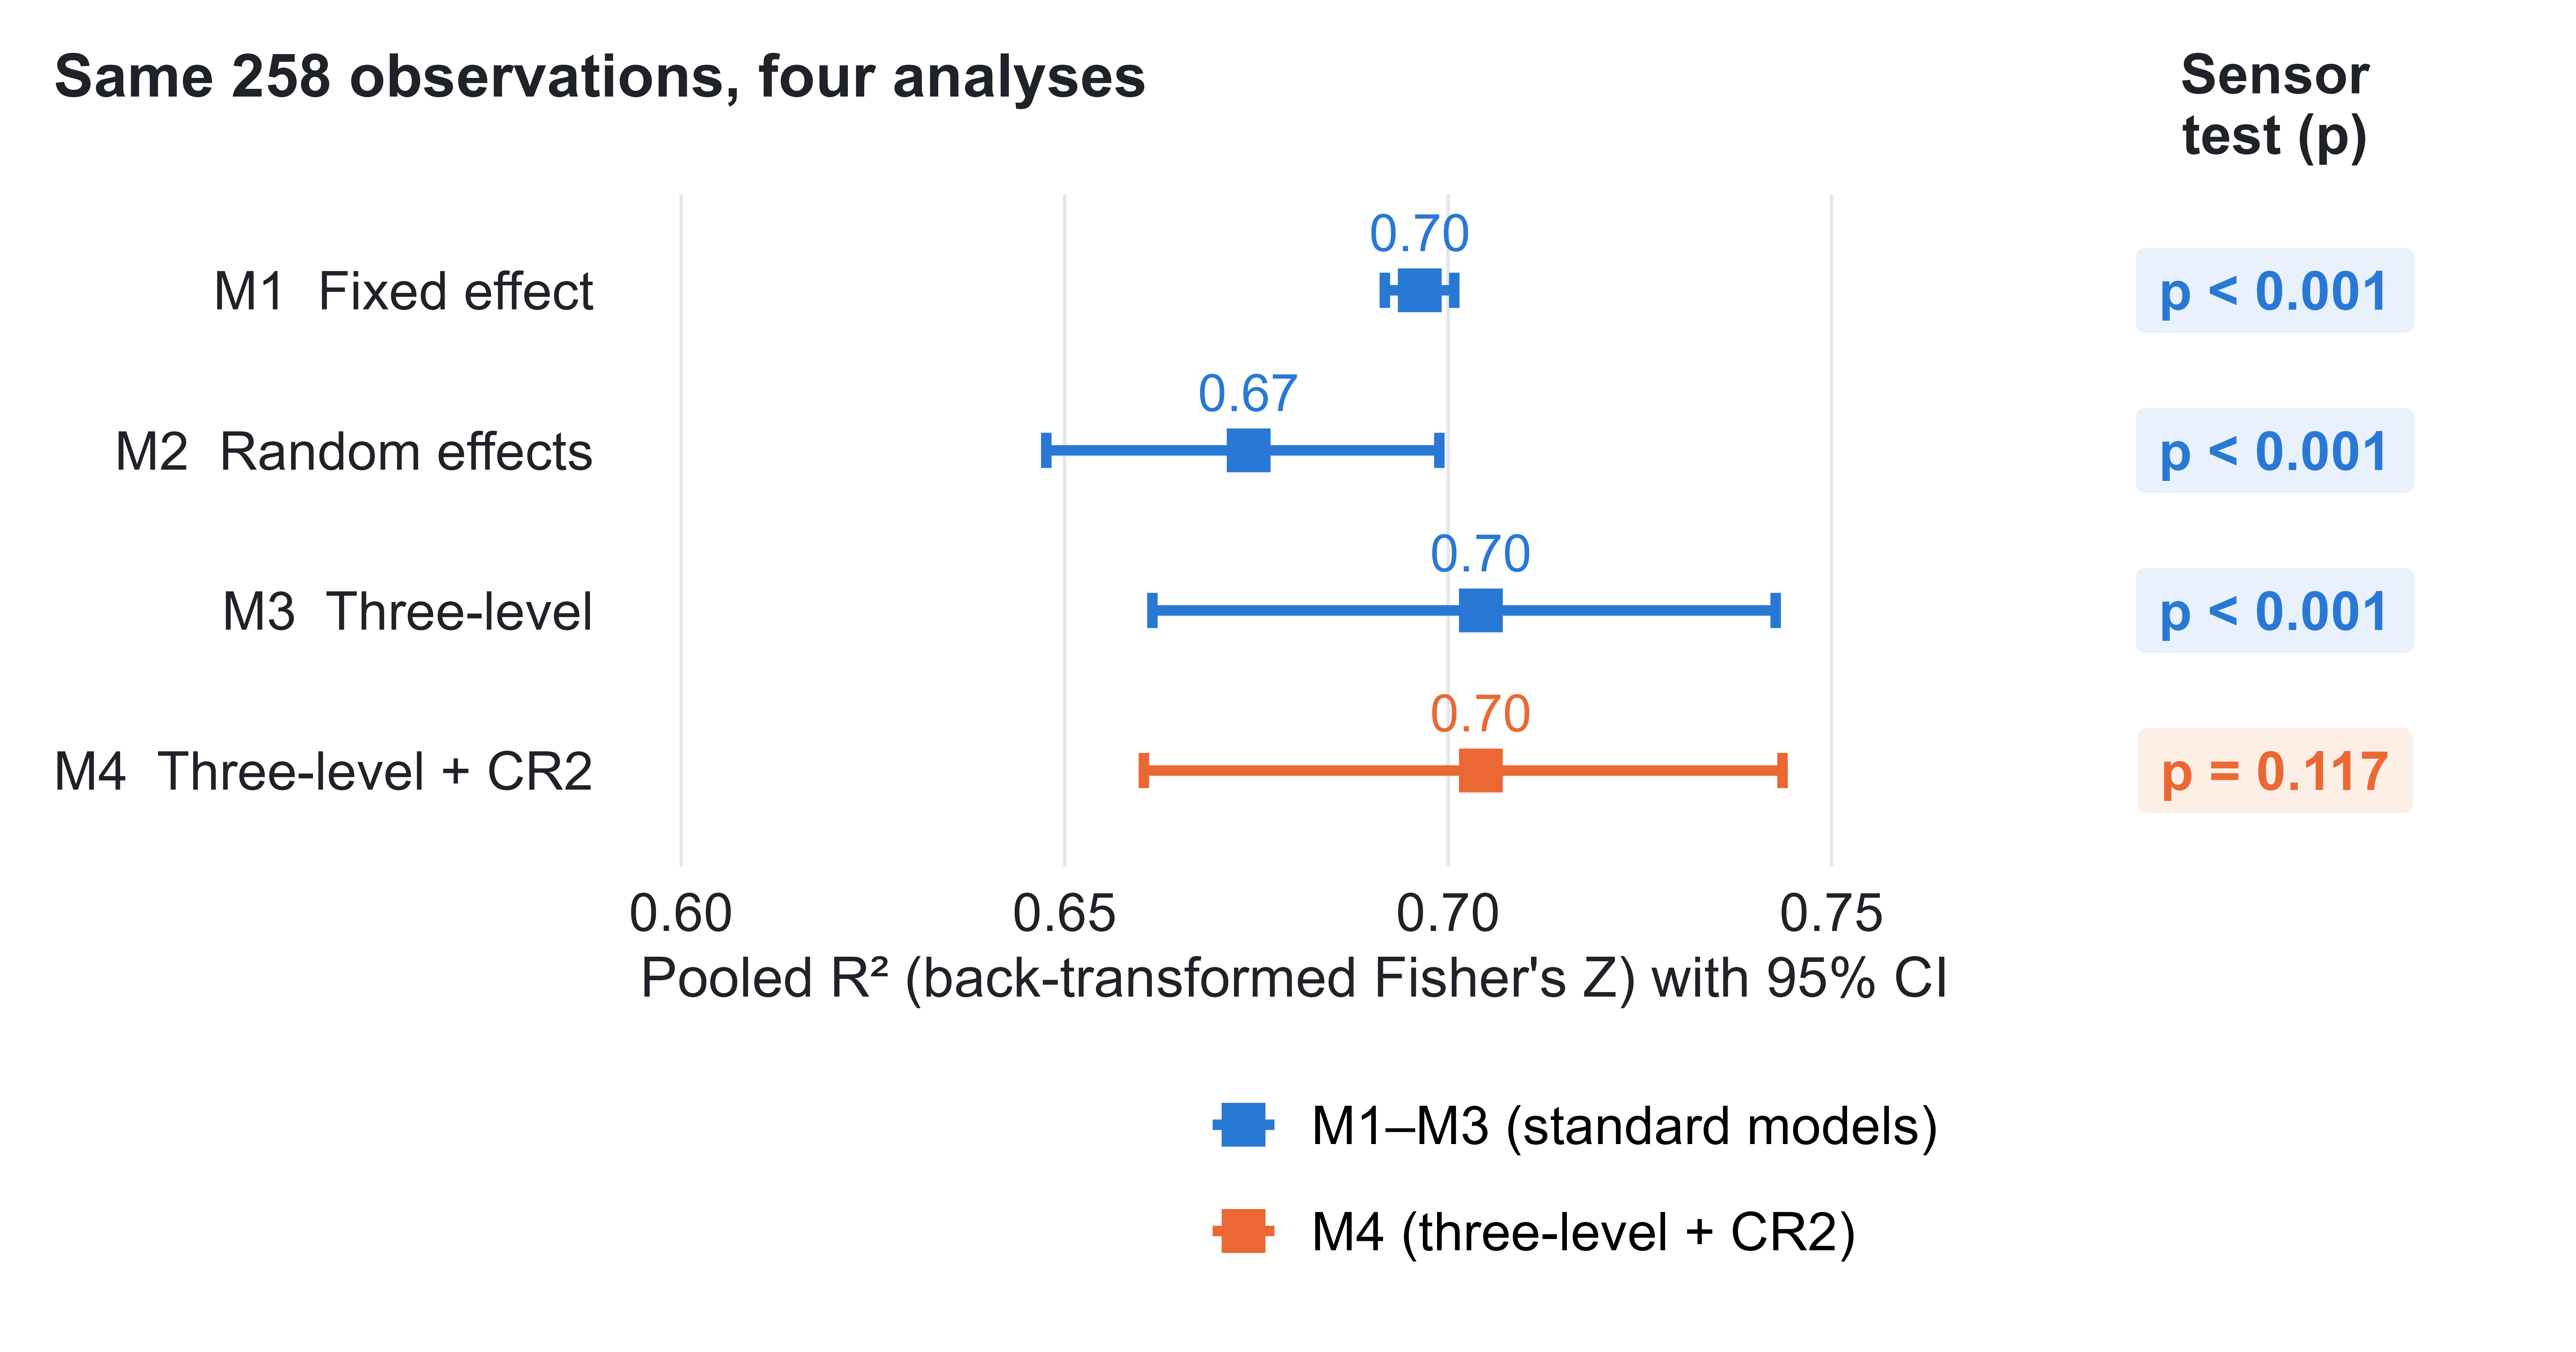 Same 258 observations, four analyses
Sensor
test (p)
0.70
M1 Fixed effect
p < 0.001
0.67
M2 Random effects
p < 0.001
0.70
M3 Three-level
p < 0.001
0.70
M4 Three-level + CR2
p = 0.117
0.60 0.65 0.70 0.75
Pooled R² (back-transformed Fisher's Z) with 95% CI
M1–M3 (standard models)
M4 (three-level + CR2)